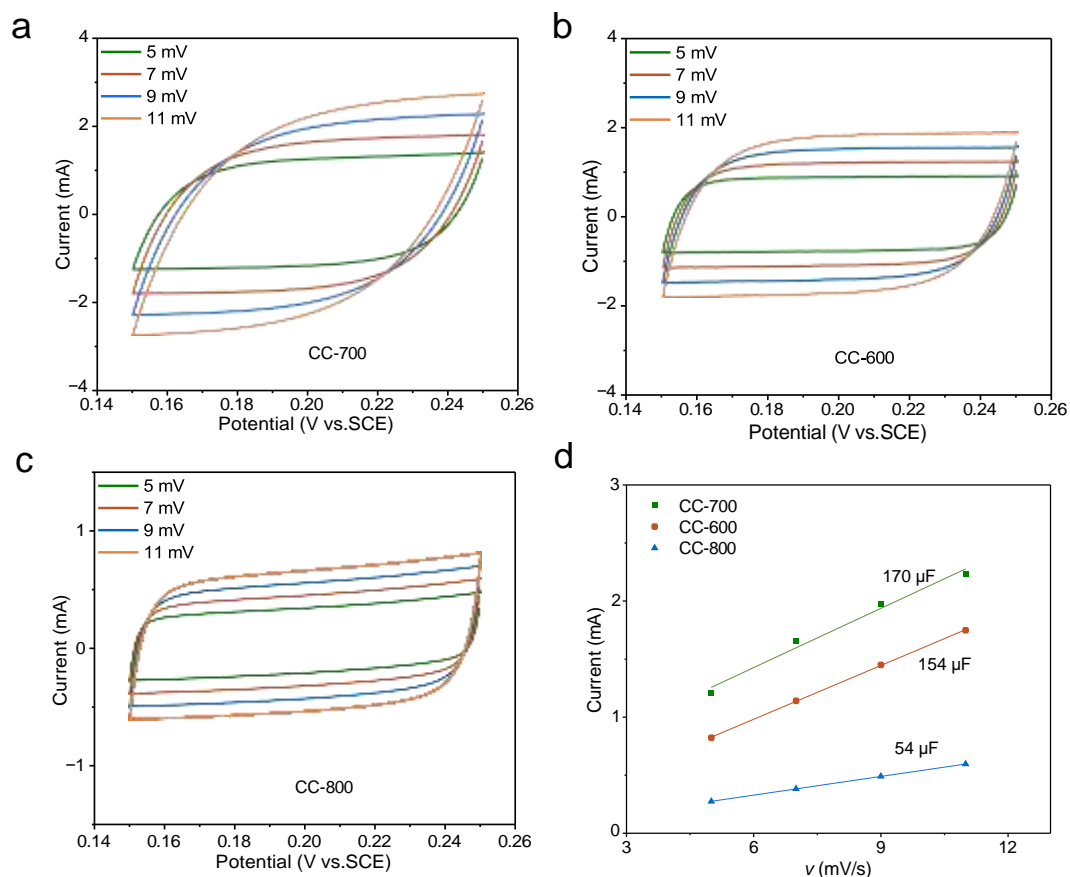 a
4
2
0
−2
−4
Current (mA)
5 mV
7 mV
9 mV
11 mV
CC-700
0.14 0.16 0.18 0.20 0.22 0.24 0.26
Potential (V vs.SCE)
b
4
2
0
−2
−4
Current (mA)
5 mV
7 mV
9 mV
11 mV
CC-600
0.14 0.16 0.18 0.20 0.22 0.24 0.26
Potential (V vs.SCE)
c
1
0
−1
Current (mA)
5 mV
7 mV
9 mV
11 mV
CC-800
0.14 0.16 0.18 0.20 0.22 0.24 0.26
Potential (V vs.SCE)
d
3
2
1
0
Current (mA)
CC-700
CC-600
CC-800
170 μF
154 μF
54 μF
3 6 9 12
v (mV/s)